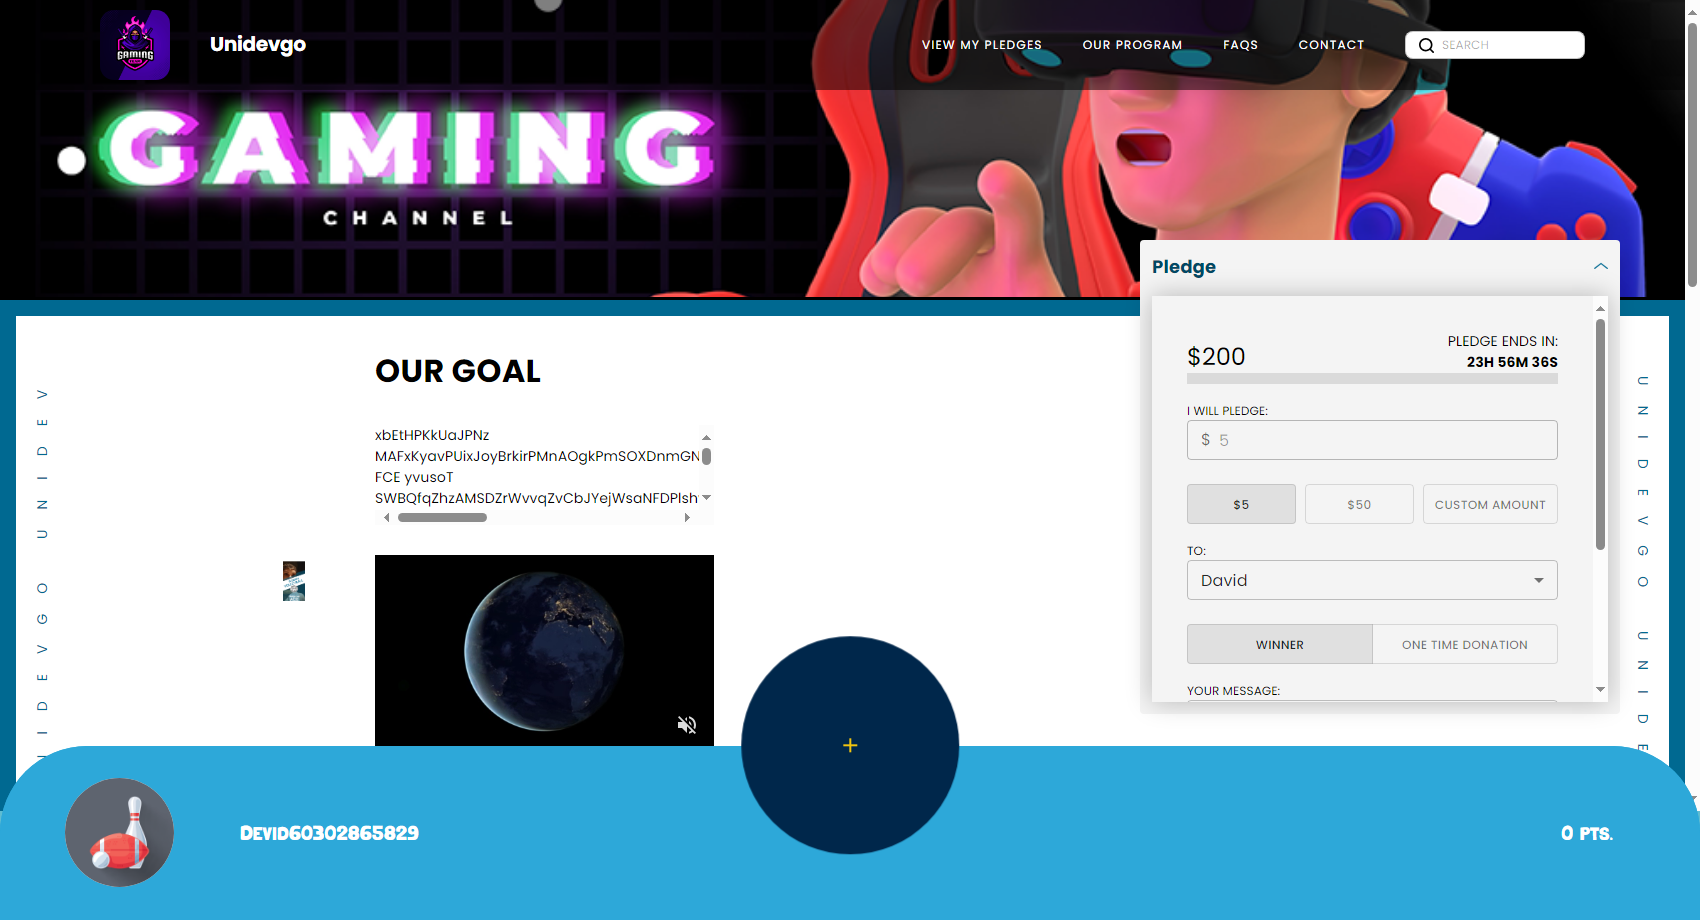 GAMING
Unidevgo
VIEW MY PLEDGES
OUR PROGRAM
FAQS
CONTACT
SEARCH
GAMING
CHANNEL
Pledge
$200
PLEDGE ENDS IN:
23H 56M 36S
I WILL PLEDGE:
$ 5
$5
$50
CUSTOM AMOUNT
TO:
David
WINNER
ONE TIME DONATION
YOUR MESSAGE:
OUR GOAL
xbEtHPKkUaJPNz
MAFxKyavPUixJoyBrkirPMnAOgkPmSOXDnmGN
FCE yvusoT
SWBQfqZhzAMSDZrWvvqZvCbJYejWsaNFDPlsh
UNIDEVGO UNIDEV
UNIDEVGO UNIDE
+
Devid60302865829
0 PTS.